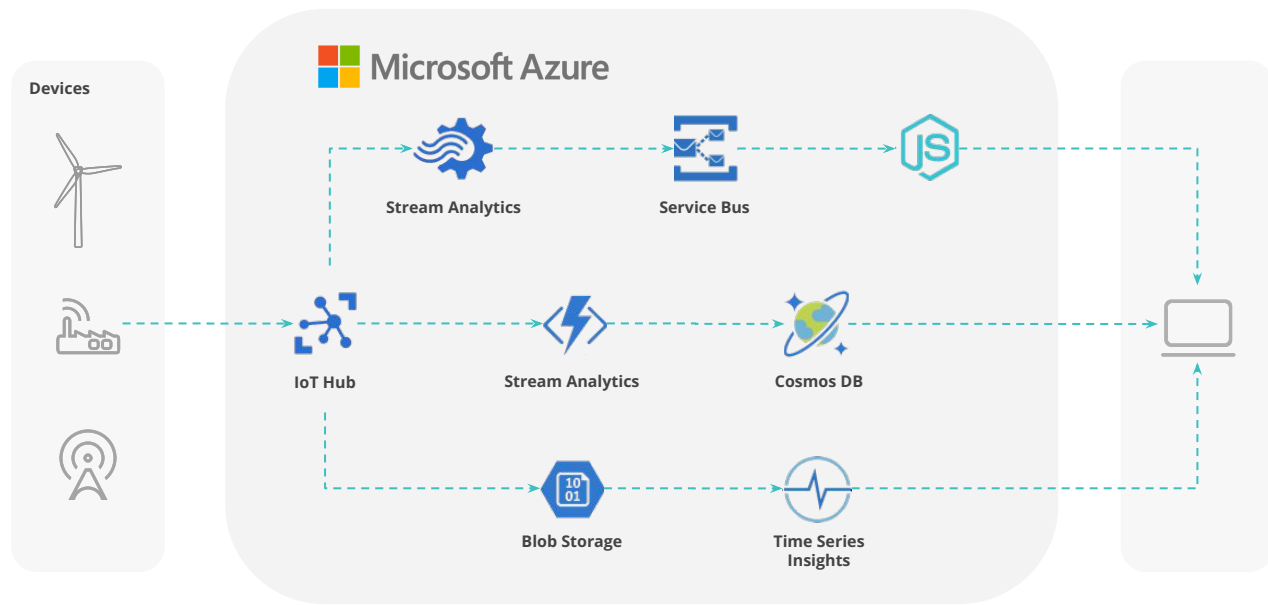 Microsoft Azure
Devices
Stream Analytics
Service Bus
JS
IoT Hub
Stream Analytics
Cosmos DB
10
01
Blob Storage
Time Series
Insights